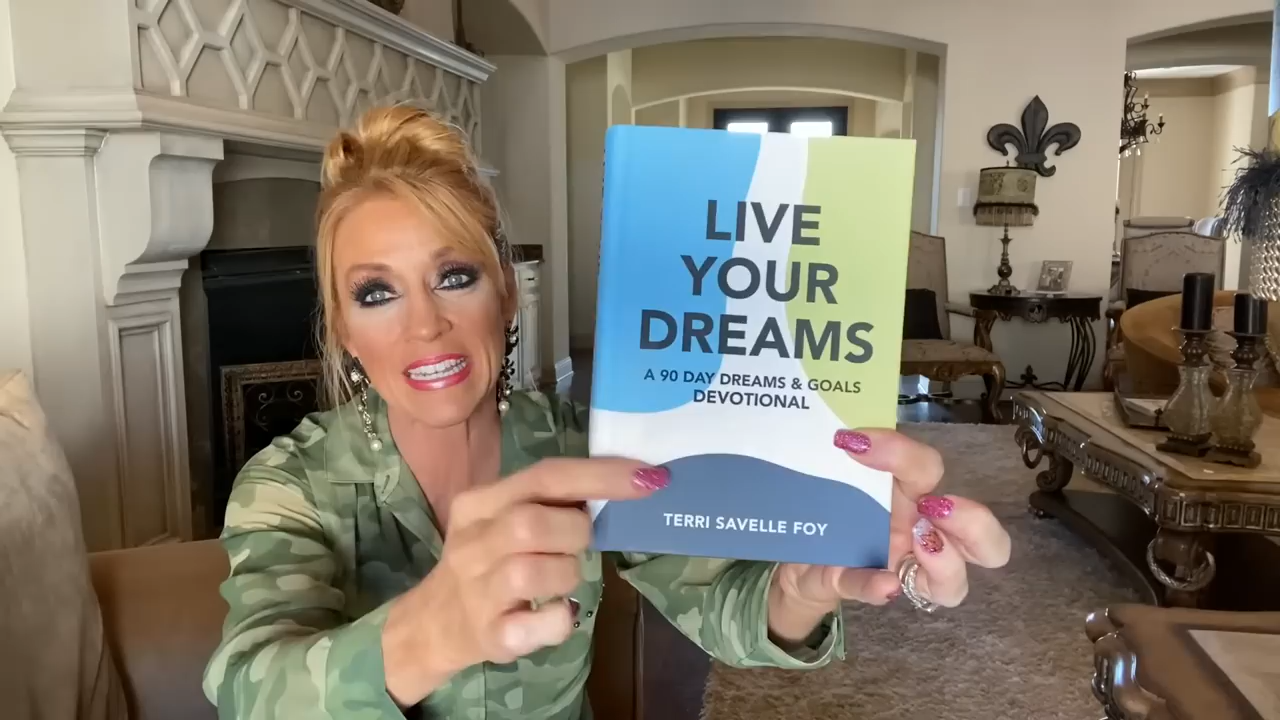 LIVE
YOUR
DREAMS
A 90 DAY DREAMS & GOALS
DEVOTIONAL
TERRI SAVELLE FOY